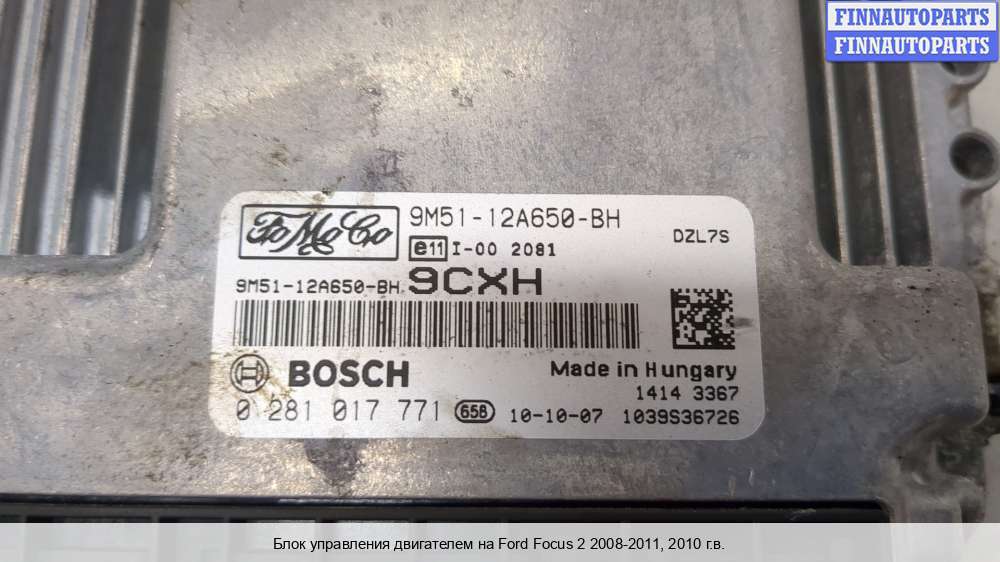 FINNAUTOPARTS
FINNAUTOPARTS
FoMoCo
9M51-12A650-BH
DZL7S
e11 I-00 2081
9M51-12A650-BH 9CXH
BOSCH
Made in Hungary
1414 3367
0 281 017 771 658 10-10-07 1039S36726
Блок управления двигателем на Ford Focus 2 2008-2011, 2010 г.в.